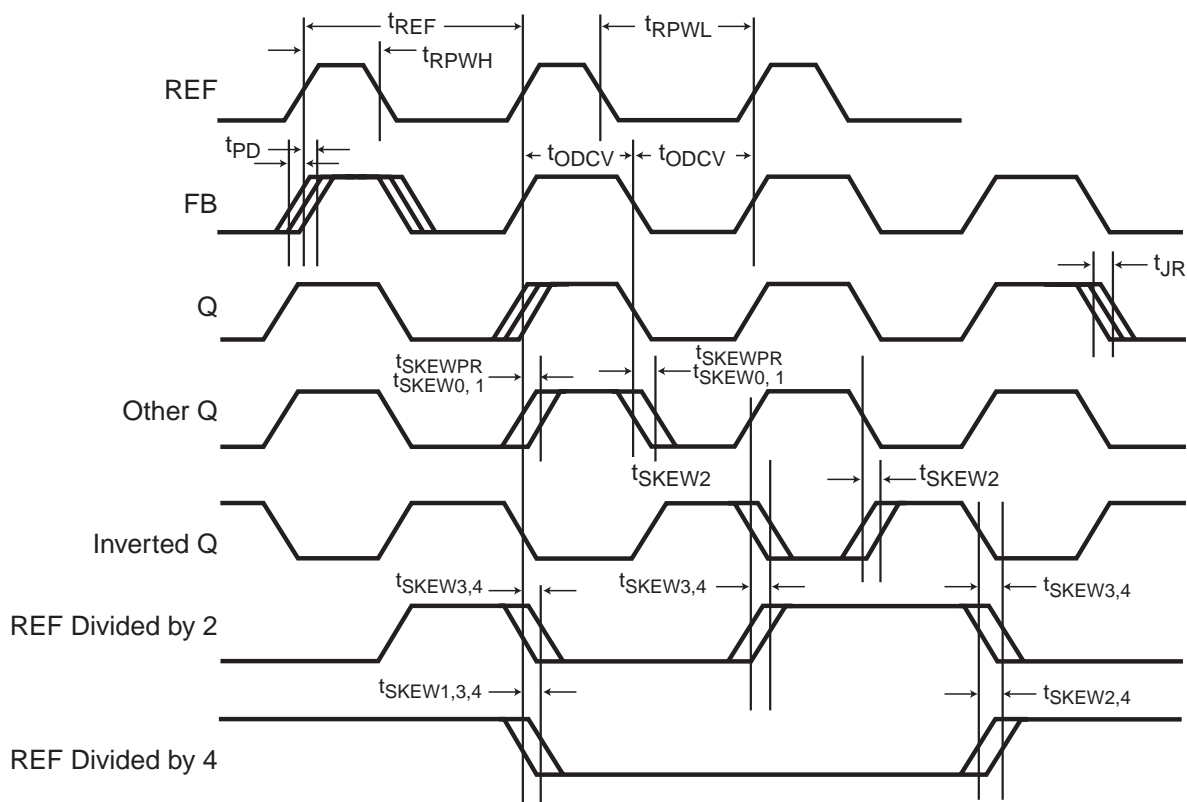 tREF
tRPWL
tRPWH
REF
tPD
tODCV
tODCV
FB
tJR
Q
tSKEWPR
tSKEW0, 1
tSKEWPR
tSKEW0, 1
Other Q
tSKEW2
tSKEW2
Inverted Q
tSKEW3,4
tSKEW3,4
tSKEW3,4
REF Divided by 2
tSKEW1,3,4
tSKEW2,4
REF Divided by 4